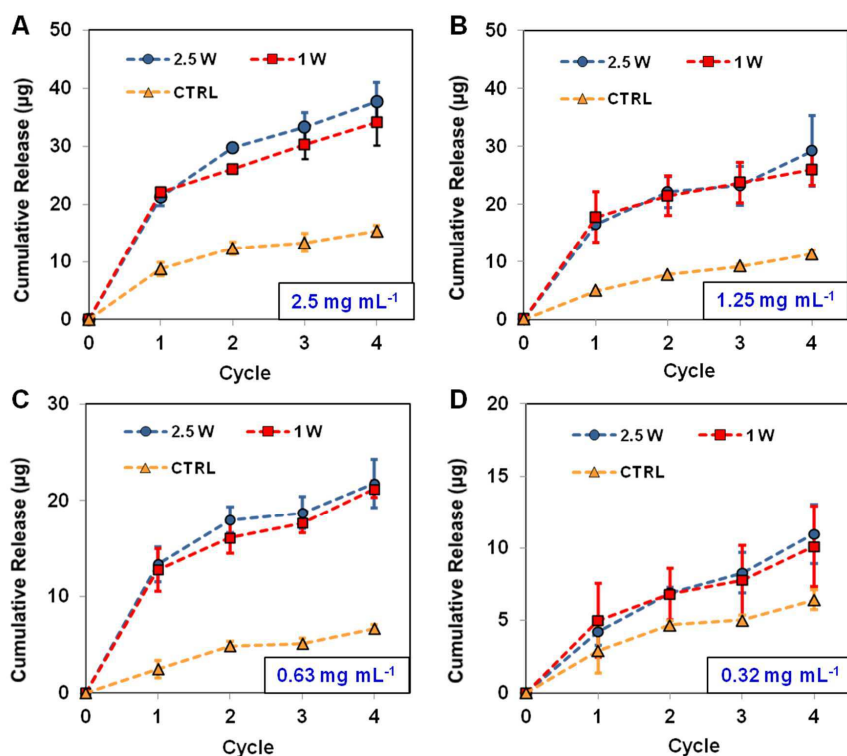 A
50
40
30
20
10
0
Cumulative Release (µg)
2.5 W
1 W
CTRL
2.5 mg mL⁻¹
0 1 2 3 4
Cycle
B
50
40
30
20
10
0
Cumulative Release (µg)
2.5 W
1 W
CTRL
1.25 mg mL⁻¹
0 1 2 3 4
Cycle
C
30
20
10
0
Cumulative Release (µg)
2.5 W
1 W
CTRL
0.63 mg mL⁻¹
0 1 2 3 4
Cycle
D
20
15
10
5
0
Cumulative Release (µg)
2.5 W
1 W
CTRL
0.32 mg mL⁻¹
0 1 2 3 4
Cycle